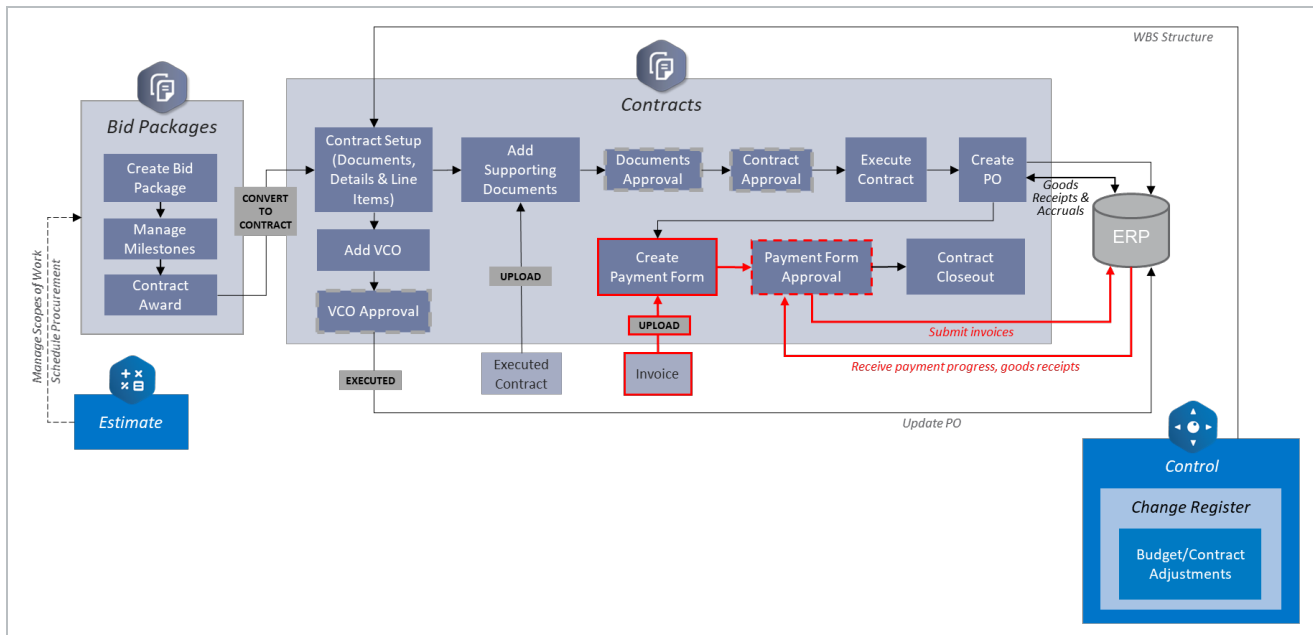 WBS Structure
Contracts
Bid Packages
Create Bid
Package
Manage
Milestones
Contract
Award
CONVERT
TO
CONTRACT
Contract Setup
(Documents,
Details & Line
Items)
Add
Supporting
Documents
Documents
Approval
Contract
Approval
Execute
Contract
Create
PO
Goods
Receipts &
Accruals
ERP
Add VCO
VCO Approval
EXECUTED
UPLOAD
Executed
Contract
Create
Payment Form
Payment Form
Approval
Contract
Closeout
UPLOAD
Invoice
Submit invoices
Receive payment progress, goods receipts
Update PO
Manage Scopes of Work
Schedule Procurement
Estimate
Control
Change Register
Budget/Contract
Adjustments